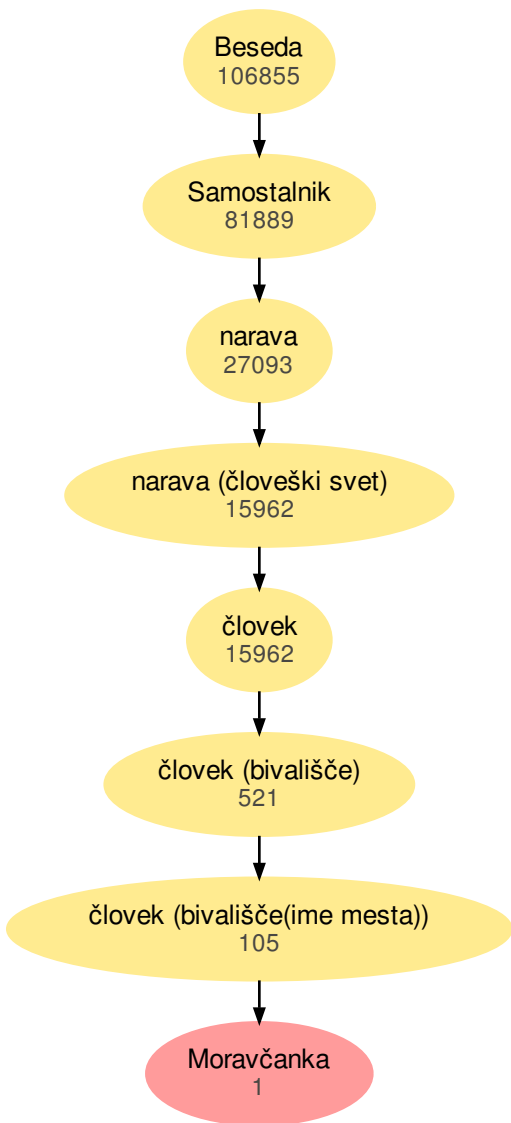 Beseda
106855
Samostalnik
81889
narava
27093
narava (človeški svet)
15962
človek
15962
človek (bivališče)
521
človek (bivališče(ime mesta))
105
Moravčanka
1